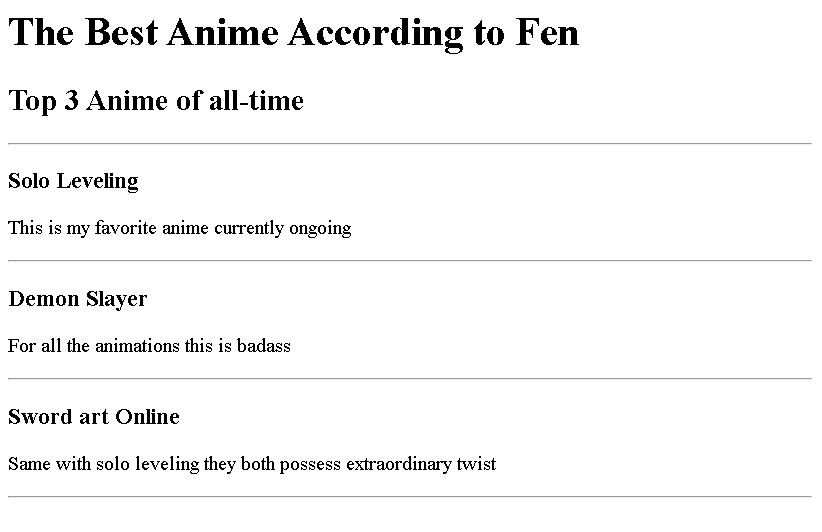 The Best Anime According to Fen
Top 3 Anime of all-time
Solo Leveling
This is my favorite anime currently ongoing
Demon Slayer
For all the animations this is badass
Sword art Online
Same with solo leveling they both possess extraordinary twist